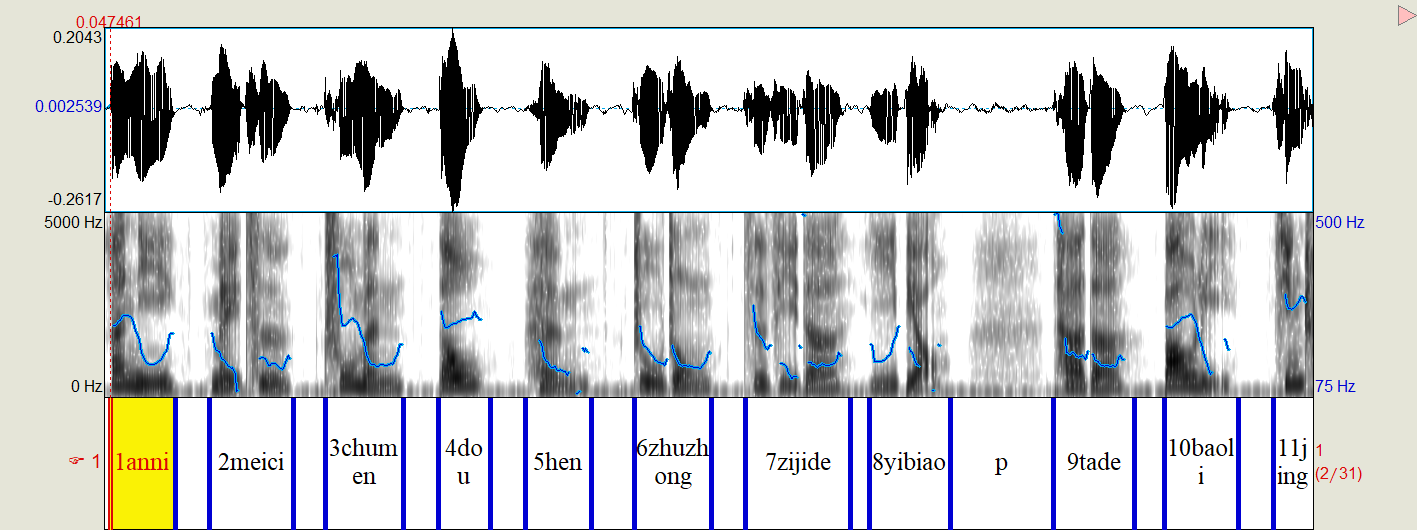 0.047461
0.2043
0.002539
-0.2617
5000 Hz
500 Hz
0 Hz
75 Hz
☞ 1
1anni
2meici
3chum
en
4do
u
5hen
6zhuzh
ong
7zijide
8yibiao
p
9tade
10baol
i
11j
ing
1
(2/31)